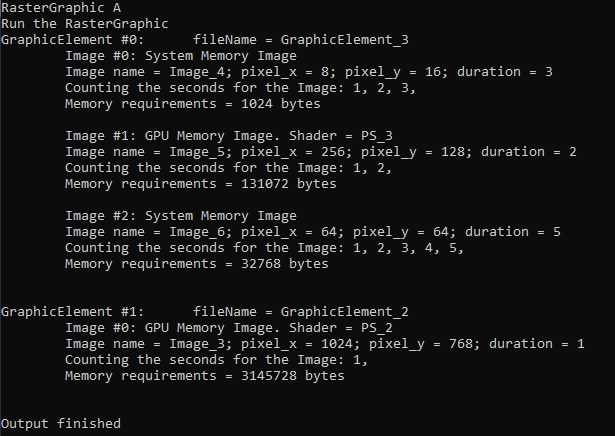 RasterGraphic A
Run the RasterGraphic
GraphicElement #0:      fileName = GraphicElement_3
        Image #0: System Memory Image
        Image name = Image_4; pixel_x = 8; pixel_y = 16; duration = 3
        Counting the seconds for the Image: 1, 2, 3,
        Memory requirements = 1024 bytes

        Image #1: GPU Memory Image. Shader = PS_3
        Image name = Image_5; pixel_x = 256; pixel_y = 128; duration = 2
        Counting the seconds for the Image: 1, 2,
        Memory requirements = 131072 bytes

        Image #2: System Memory Image
        Image name = Image_6; pixel_x = 64; pixel_y = 64; duration = 5
        Counting the seconds for the Image: 1, 2, 3, 4, 5,
        Memory requirements = 32768 bytes


GraphicElement #1:      fileName = GraphicElement_2
        Image #0: GPU Memory Image. Shader = PS_2
        Image name = Image_3; pixel_x = 1024; pixel_y = 768; duration = 1
        Counting the seconds for the Image: 1,
        Memory requirements = 3145728 bytes


Output finished